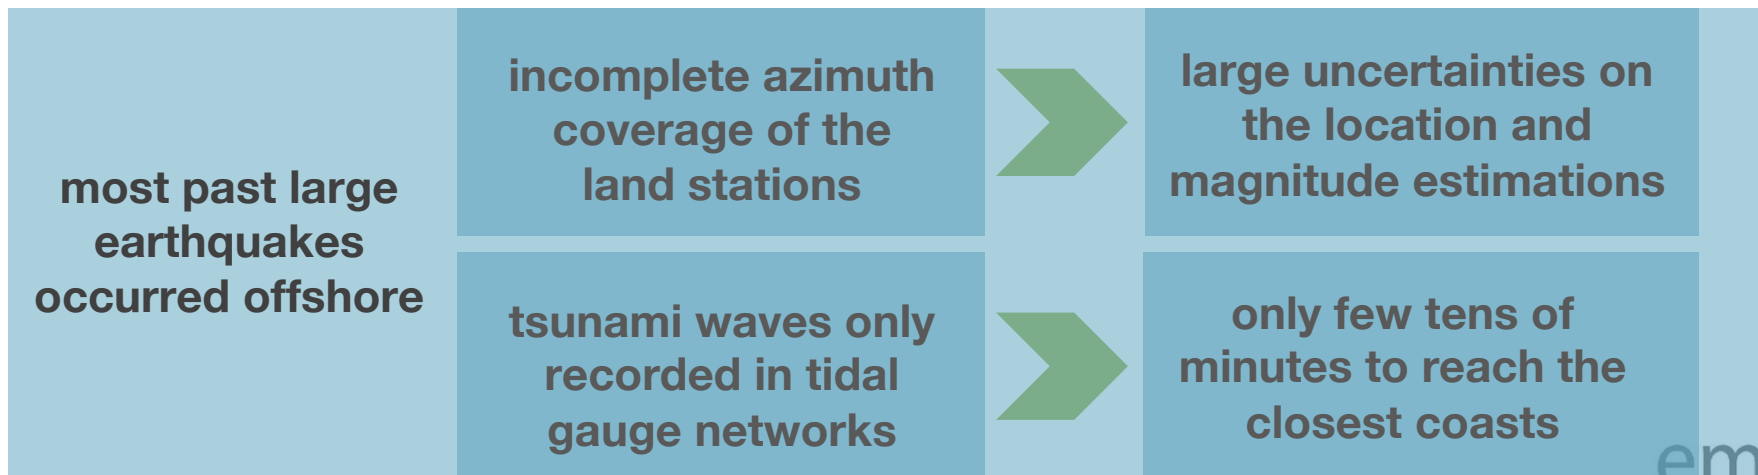 most past large
earthquakes
occurred offshore
incomplete azimuth
coverage of the
land stations
large uncertainties on
the location and
magnitude estimations
tsunami waves only
recorded in tidal
gauge networks
only few tens of
minutes to reach the
closest coasts
em